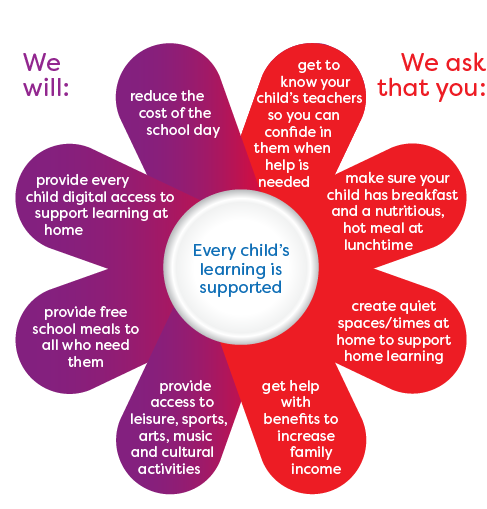 We
will:
reduce the
cost of the
school day
provide every
child digital access to
support learning at
home
provide free
school meals to
all who need
them
provide
access to
leisure, sports,
arts, music
and cultural
activities
Every child's
learning is
supported
We ask
that you:
get to
know your
child's teachers
so you can
confide in
them when
help is
needed
make sure your
child has breakfast
and a nutritious,
hot meal at
lunchtime
create quiet
spaces/times at
home to support
home learning
get help
with
benefits to
increase
family
income